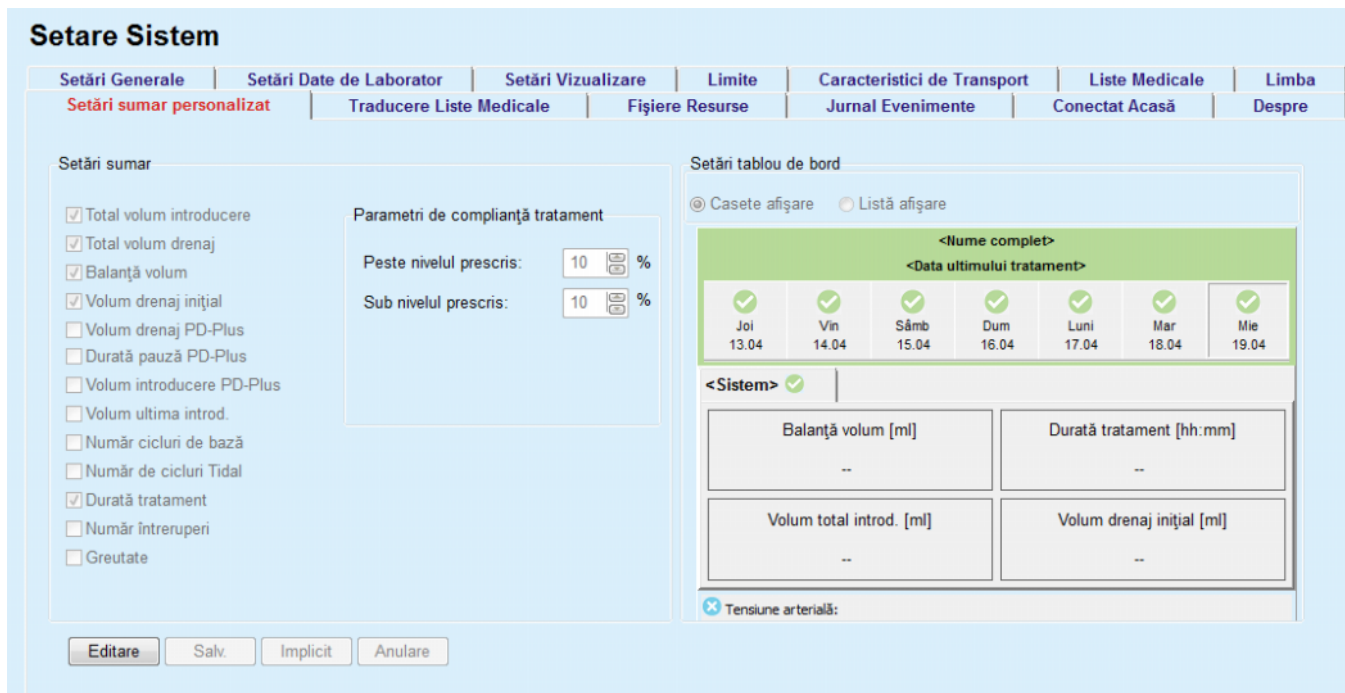 Setare Sistem
Setări Generale
Setări Date de Laborator
Setări Vizualizare
Limite
Caracteristici de Transport
Liste Medicale
Limba
Setări sumar personalizat
Traducere Liste Medicale
Fişiere Resurse
Jurnal Evenimente
Conectat Acasă
Despre
Setări sumar
Total volum introducere
Total volum drenaj
Balanţă volum
Volum drenaj iniţial
Volum drenaj PD-Plus
Durată pauză PD-Plus
Volum introducere PD-Plus
Volum ultima introd.
Număr cicluri de bază
Număr de cicluri Tidal
Durată tratament
Număr întreruperi
Greutate
Parametri de complianţă tratament
Peste nivelul prescris: 10 %
Sub nivelul prescris: 10 %
Setări tablou de bord
Casete afişare Listă afişare
<Nume complet>
<Data ultimului tratament>
Joi Vin Sâmb Dum Luni Mar Mie
13.04 14.04 15.04 16.04 17.04 18.04 19.04
<Sistem>
Balanţă volum [ml]
--
Durată tratament [hh:mm]
--
Volum total introd. [ml]
--
Volum drenaj iniţial [ml]
--
Tensiune arterială:
Editare Salv. Implicit Anulare